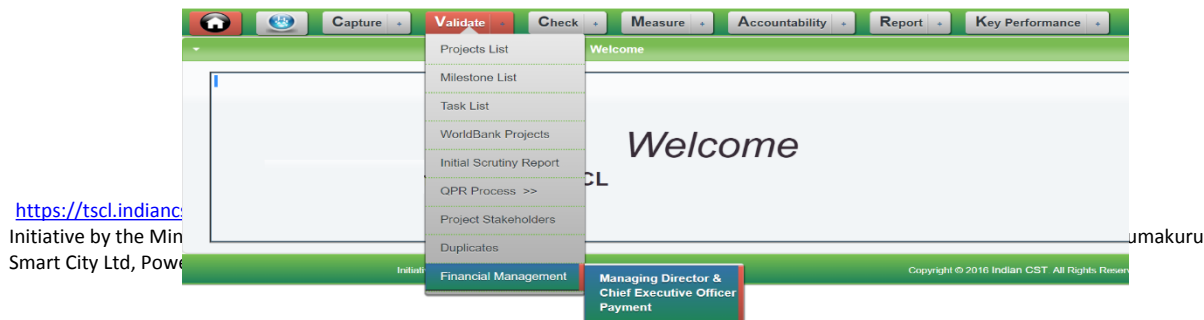 Capture Validate Check Measure Accountability Report Key Performance
Welcome
Projects List
Milestone List
Task List
WorldBank Projects
Initial Scrutiny Report
QPR Process >>
Project Stakeholders
Duplicates
Financial Management
Managing Director &
Chief Executive Officer
Payment
Welcome
CL
https://tscl.indiancs
Initiative by the Min umakuru
Smart City Ltd, Powe
Copyright © 2016 Indian CST. All Rights Reser